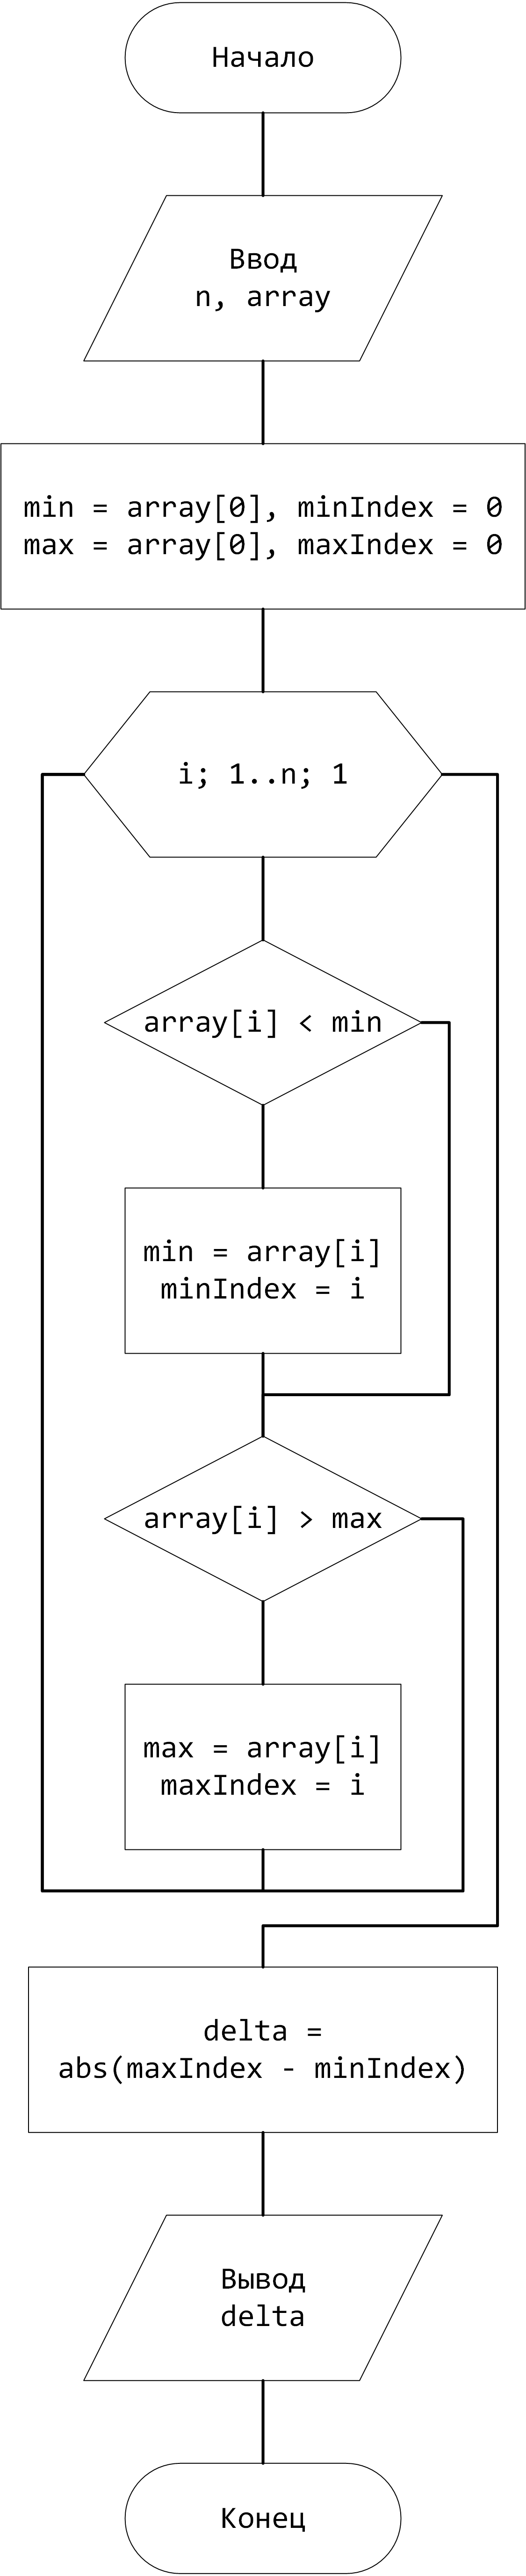 Начало
Ввод
n, array
min = array[0], minIndex = 0
max = array[0], maxIndex = 0
i; 1..n; 1
array[i] < min
min = array[i]
minIndex = i
array[i] > max
max = array[i]
maxIndex = i
delta =
abs(maxIndex - minIndex)
Вывод
delta
Конец